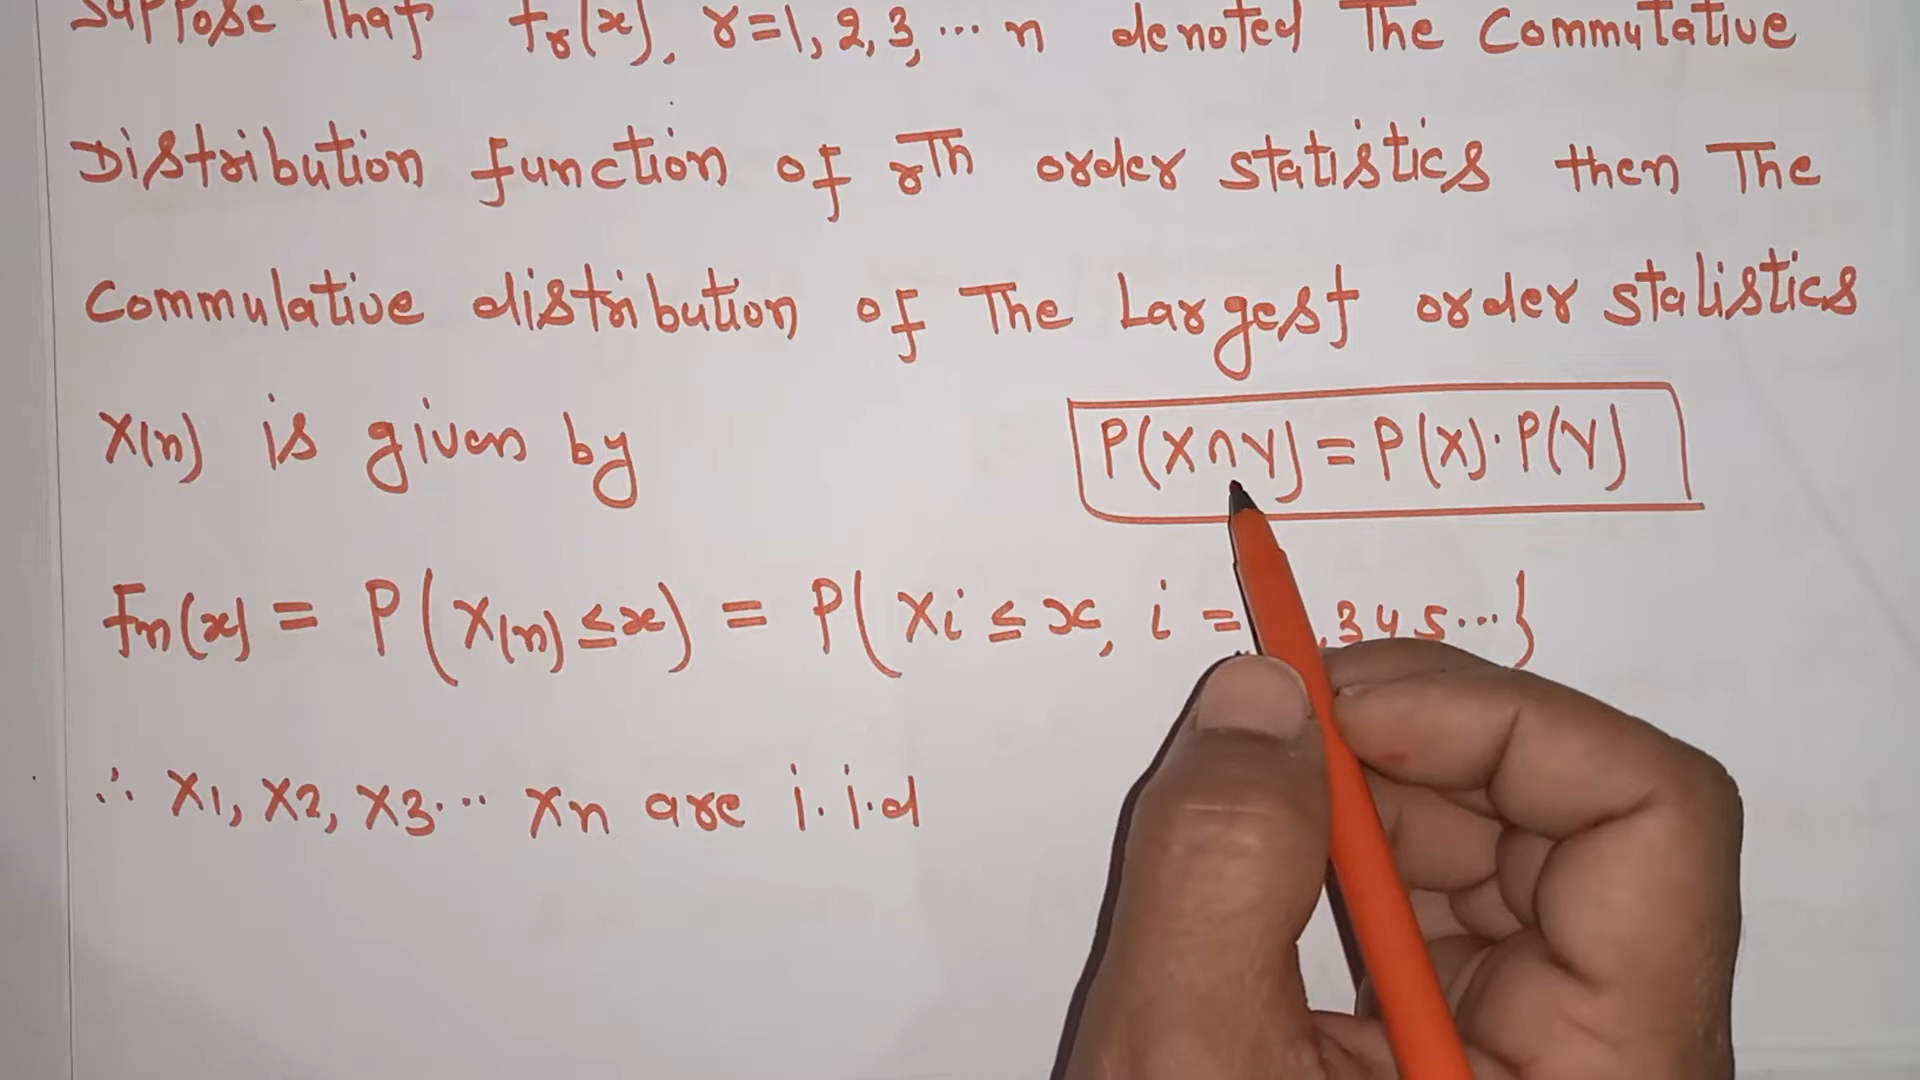 Suppose That Fr(x), r=1, 2, 3, ... n denoted The Commutative
Distribution function of rTh order statistics then The
Commulative distribution of The Largest order statistics
X(n) is given by
P(X∩Y) = P(X)·P(Y)
Fn(x) = P(X(n) ≤x) = P(Xi ≤ x, i = ,3 4 5...}
∴ X1, X2, X3... Xn are i.i.d